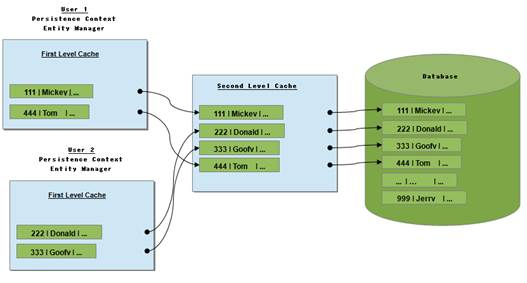 User 1
Persistence Context
Entity Manager
First Level Cache
111 | Mickey | ...
444 | Tom | ...
User 2
Persistence Context
Entity Manager
First Level Cache
222 | Donald | ...
333 | Goofy | ...
Second Level Cache
111 | Mickey | ...
222 | Donald | ...
333 | Goofy | ...
444 | Tom | ...
Database
111 | Mickey | ...
222 | Donald | ...
333 | Goofy | ...
444 | Tom | ...
... | .... | ...
999 | Jerry | ...